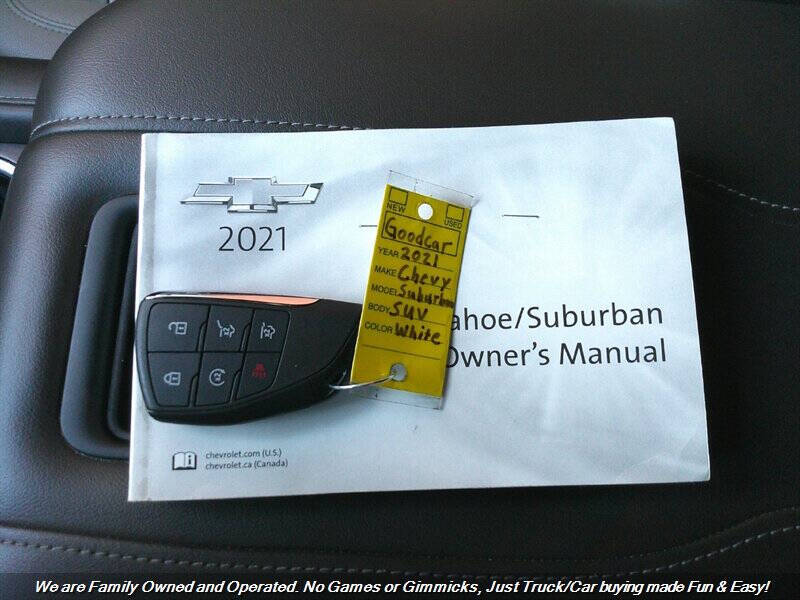 2021
NEW USED
Goodcar
YEAR 2021
MAKE Chevy
MODEL Suburban
BODY SUV
COLOR White
ahoe/Suburban
Owner's Manual
chevrolet.com (U.S.)
chevrolet.ca (Canada)
We are Family Owned and Operated. No Games or Gimmicks, Just Truck/Car buying made Fun & Easy!